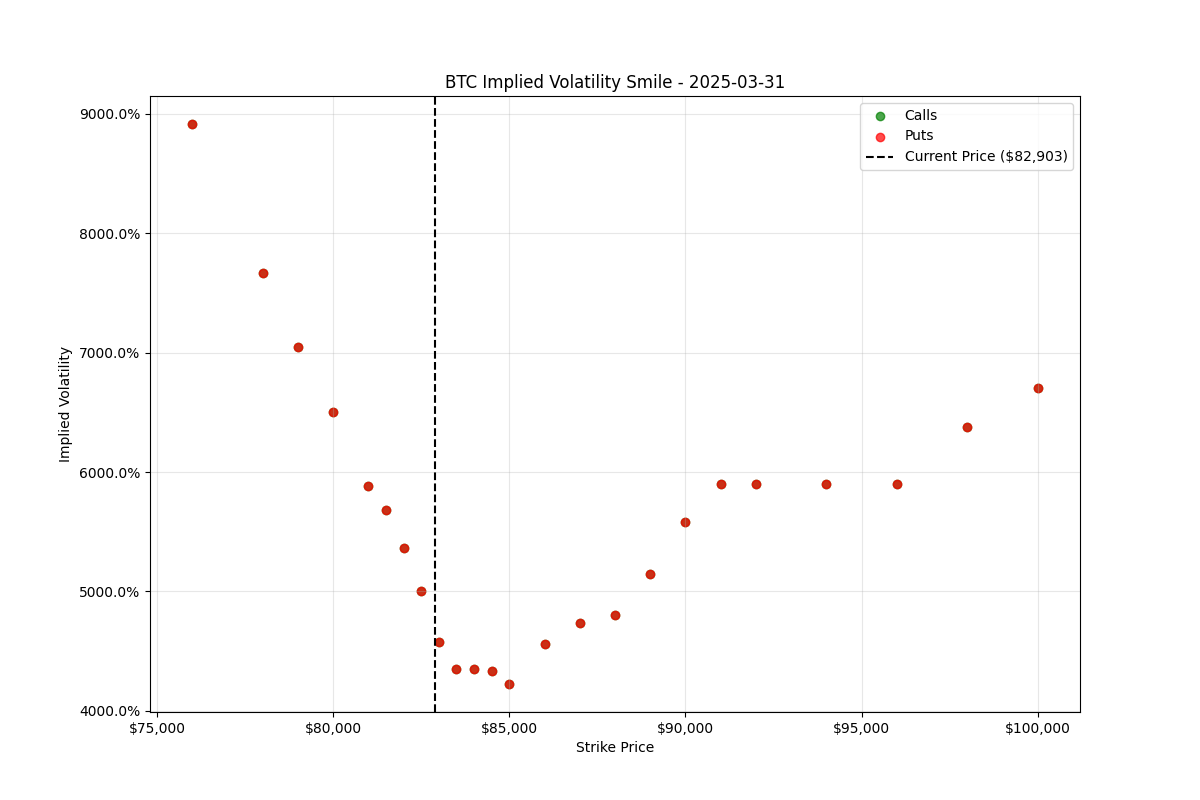 BTC Implied Volatility Smile - 2025-03-31
Calls
Puts
Current Price ($82,903)
Implied Volatility
9000.0%
8000.0%
7000.0%
6000.0%
5000.0%
4000.0%
$75,000
$80,000
$85,000
$90,000
$95,000
$100,000
Strike Price